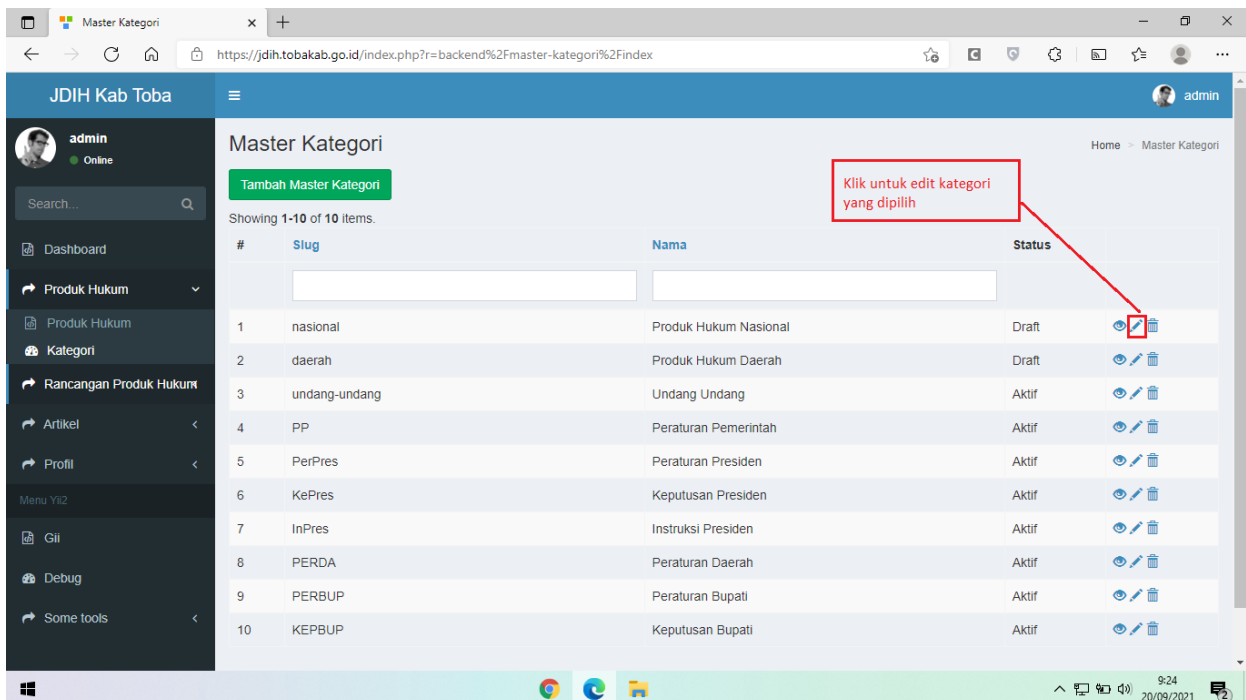 Master Kategori
https://jdih.tobakab.go.id/index.php?r=backend%2Fmaster-kategori%2Findex
JDIH Kab Toba
admin
admin
Online
Search...
Dashboard
Produk Hukum
Produk Hukum
Kategori
Rancangan Produk Hukum
Artikel
Profil
Menu Yii2
Gii
Debug
Some tools
Master Kategori
Home > Master Kategori
Tambah Master Kategori
Klik untuk edit kategori
yang dipilih
Showing 1-10 of 10 items.
# Slug Nama Status
1 nasional Produk Hukum Nasional Draft
2 daerah Produk Hukum Daerah Draft
3 undang-undang Undang Undang Aktif
4 PP Peraturan Pemerintah Aktif
5 PerPres Peraturan Presiden Aktif
6 KePres Keputusan Presiden Aktif
7 InPres Instruksi Presiden Aktif
8 PERDA Peraturan Daerah Aktif
9 PERBUP Peraturan Bupati Aktif
10 KEPBUP Keputusan Bupati Aktif
9:24
20/09/2021
2